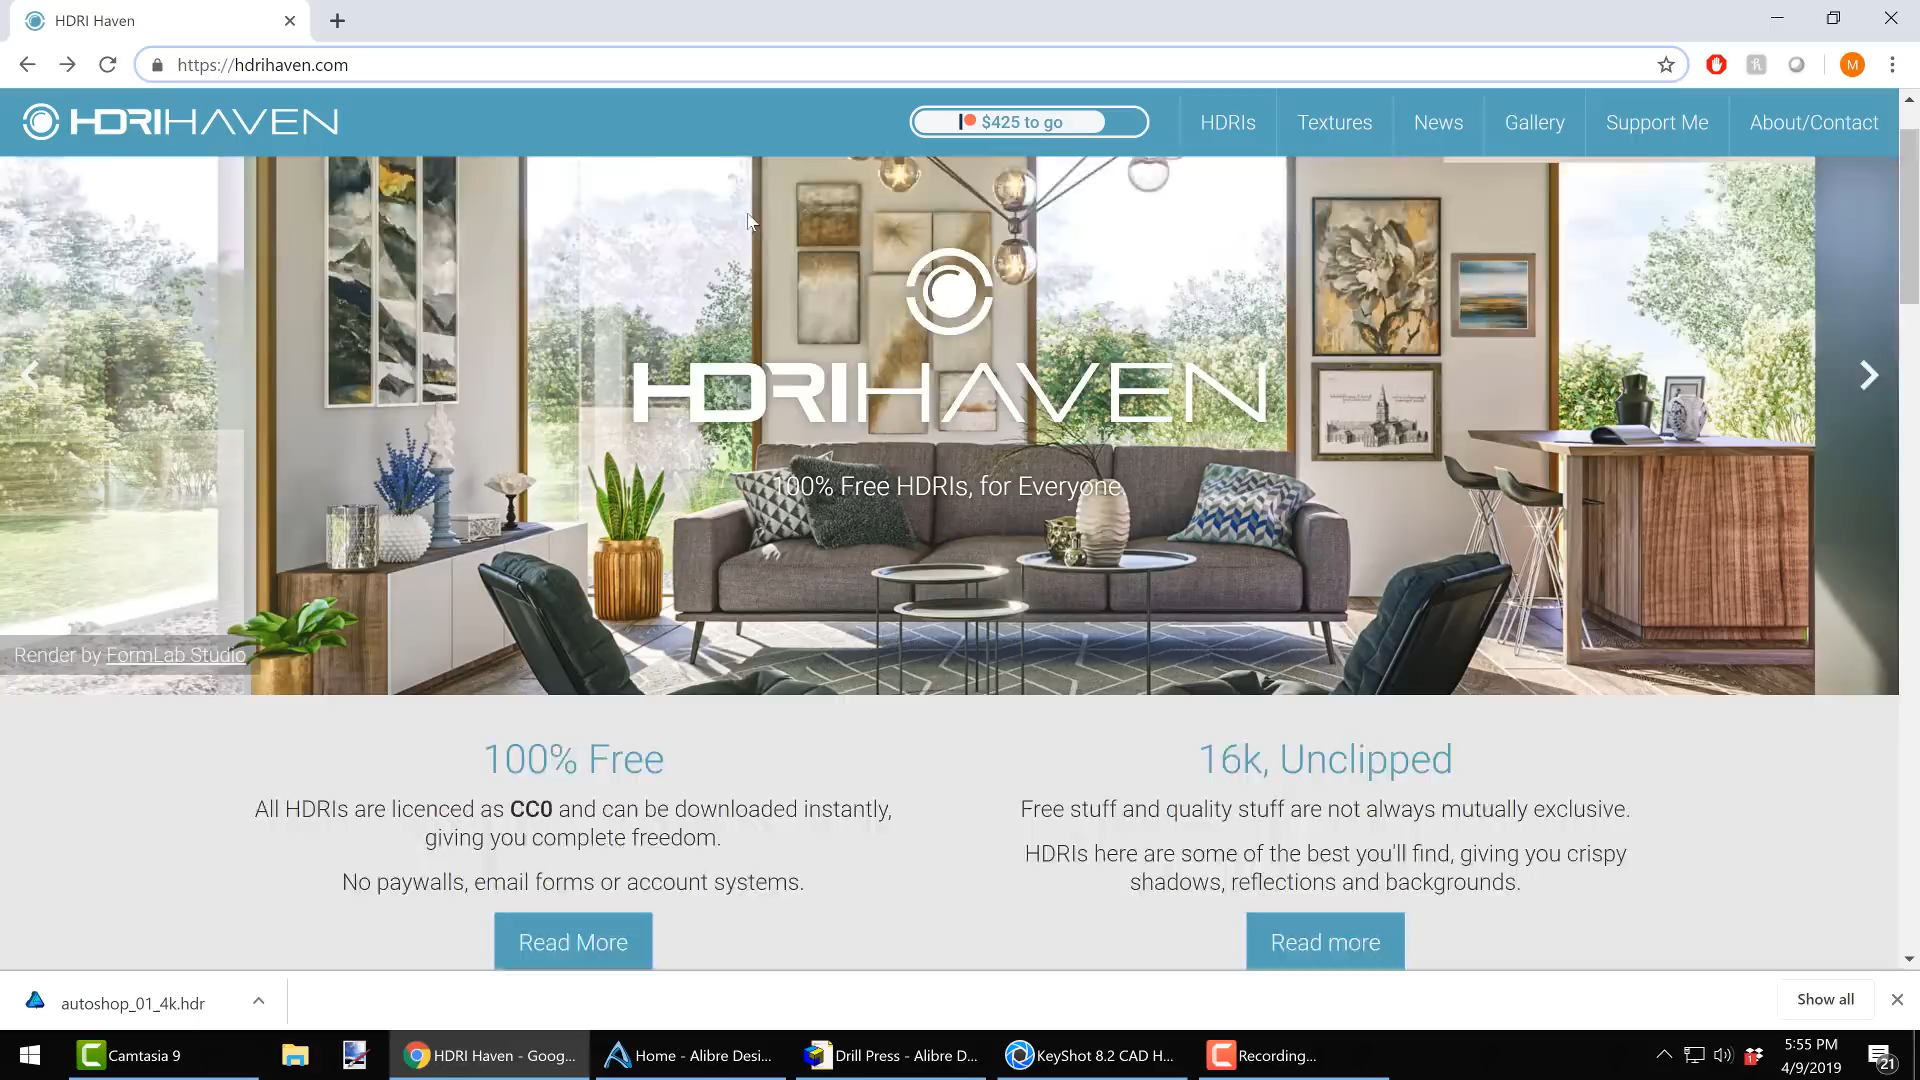 HDRI Haven
https://hdrihaven.com
M
HDRIHAVEN
$425 to go
HDRIs
Textures
News
Gallery
Support Me
About/Contact
HDRIHAVEN
100% Free HDRIs, for Everyone
Render by FormLab Studio
100% Free
All HDRIs are licenced as CC0 and can be downloaded instantly,
giving you complete freedom.
No paywalls, email forms or account systems.
Read More
16k, Unclipped
Free stuff and quality stuff are not always mutually exclusive.
HDRIs here are some of the best you'll find, giving you crispy
shadows, reflections and backgrounds.
Read more
autoshop_01_4k.hdr
Show all
Camtasia 9
HDRI Haven - Goog...
Home - Alibre Desi...
Drill Press - Alibre D...
KeyShot 8.2 CAD H...
Recording...
5:55 PM
4/9/2019
21